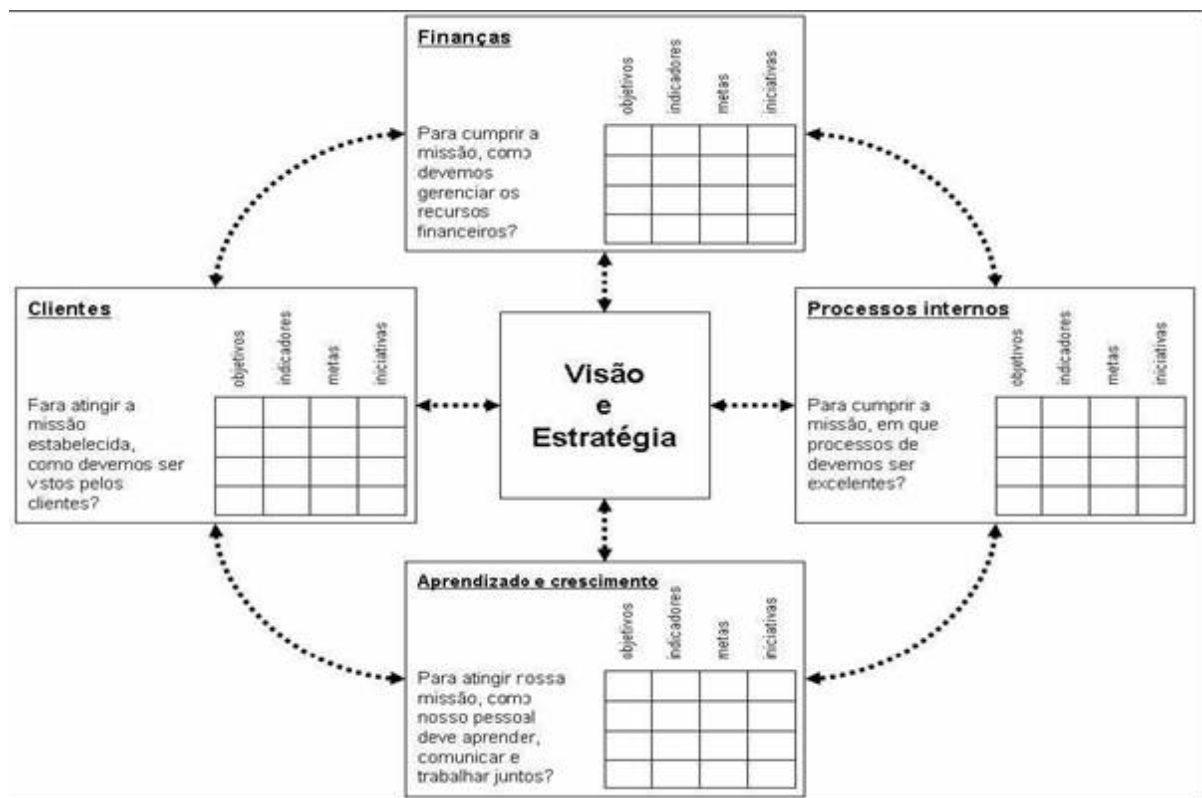 Finanças
objetivos
indicadores
metas
iniciativas
Para cumprir a
missão, como
devemos
gerenciar os
recursos
financeiros?
Clientes
objetivos
indicadores
metas
iniciativas
Fara atingir a
missão
estabelecida,
como devemos ser
vstos pelos
clientes?
Visão
e
Estratégia
Processos internos
objetivos
indicadores
metas
iniciativas
Para cumprir a
missão, em que
processos de
devemos ser
excelentes?
Aprendizado e crescimento
objetivos
indicadores
metas
iniciativas
Para atingir nossa
missão, como
nosso pessoal
deve aprender,
comunicar e
trabalhar juntos?